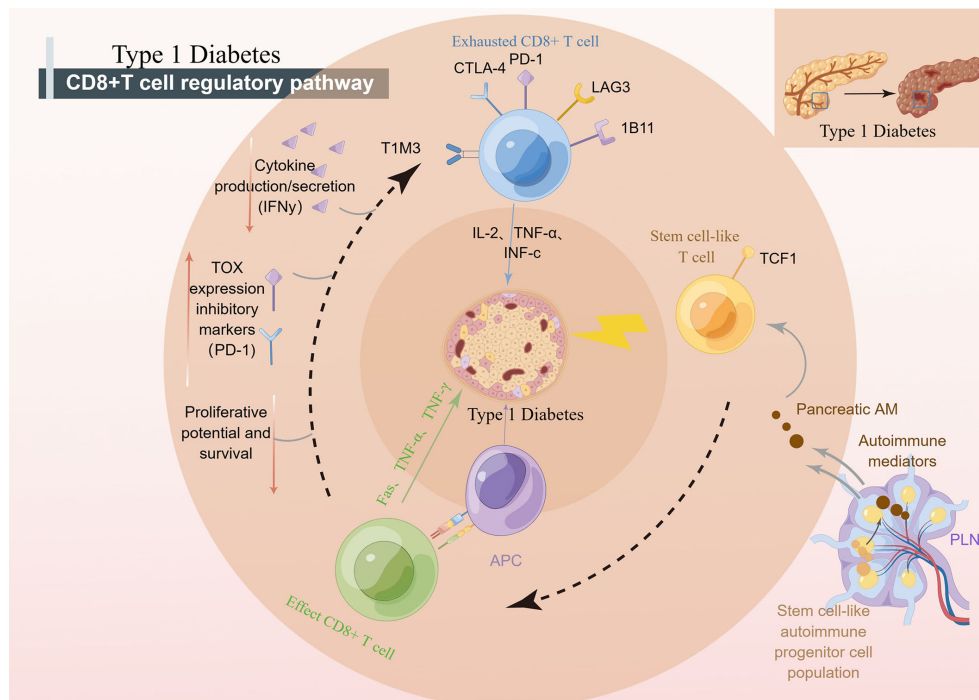 Type 1 Diabetes
CD8+T cell regulatory pathway
Exhausted CD8+ T cell
CTLA-4
PD-1
LAG3
1B11
T1M3
Type 1 Diabetes
Cytokine
production/secretion
(IFNy)
IL-2、TNF-α、
INF-c
Stem cell-like
T cell
TCF1
TOX
expression
inhibitory
markers
(PD-1)
Type 1 Diabetes
Proliferative
potential and
survival
Fas、TNF-α、TNF-γ
Pancreatic AM
Autoimmune
mediators
PLN
APC
Effect CD8+ T cell
Stem cell-like
autoimmune
progenitor cell
population